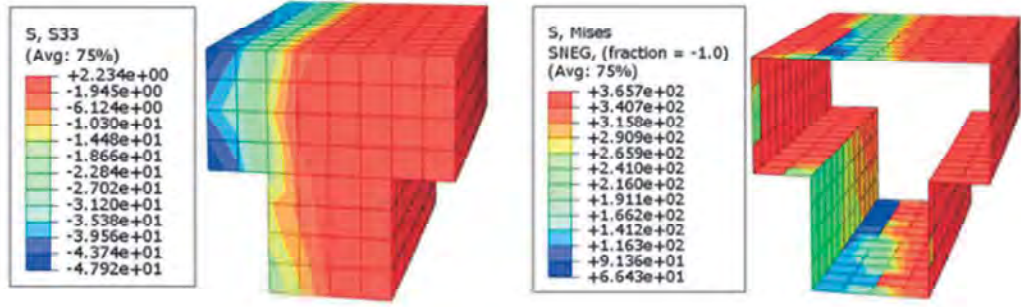 S, S33
(Avg: 75%)
+2.234e+00
-1.945e+00
-6.124e+00
-1.030e+01
-1.448e+01
-1.866e+01
-2.284e+01
-2.702e+01
-3.120e+01
-3.538e+01
-3.956e+01
-4.374e+01
-4.792e+01
S, Mises
SNEG, (fraction = -1.0)
(Avg: 75%)
+3.657e+02
+3.407e+02
+3.158e+02
+2.909e+02
+2.659e+02
+2.410e+02
+2.160e+02
+1.911e+02
+1.662e+02
+1.412e+02
+1.163e+02
+9.136e+01
+6.643e+01